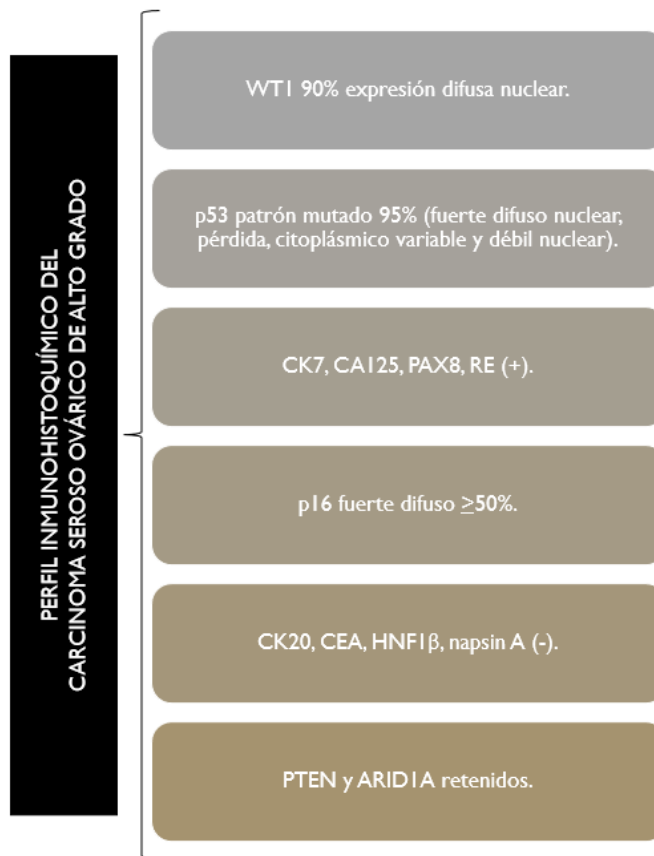 PERFIL INMUNOHISTOQUÍMICO DEL
CARCINOMA SEROSO OVÁRICO DE ALTO GRADO
WT1 90% expresión difusa nuclear.
p53 patrón mutado 95% (fuerte difuso nuclear,
pérdida, citoplásmico variable y débil nuclear).
CK7, CA125, PAX8, RE (+).
p16 fuerte difuso ≥50%.
CK20, CEA, HNF1β, napsin A (-).
PTEN y ARID1A retenidos.